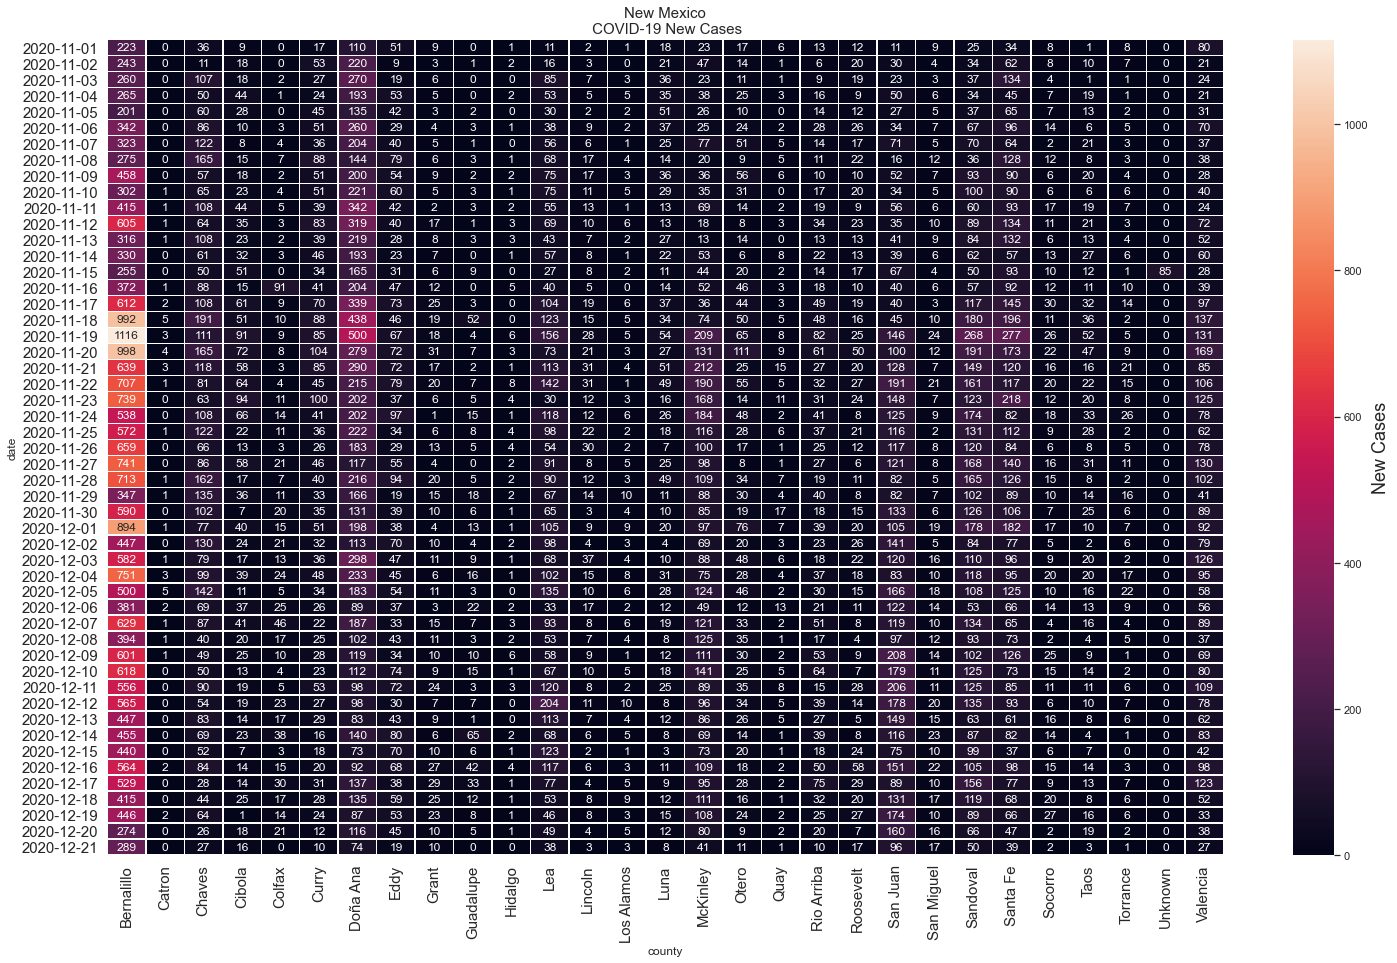 New Mexico
COVID-19 New Cases
2020-11-01 223 0 36 9 0 17 110 51 9 0 1 11 2 1 18 23 17 6 13 12 11 9 25 34 8 1 8 0 80
2020-11-02 243 0 11 18 0 53 220 9 3 1 2 16 3 0 21 47 14 1 6 20 30 4 34 62 8 10 7 0 21
2020-11-03 260 0 107 18 2 27 270 19 6 0 0 85 7 3 36 23 11 1 9 19 23 3 37 134 4 1 1 0 24
2020-11-04 265 0 50 44 1 24 193 53 5 0 2 53 5 5 35 38 25 3 16 9 50 6 34 45 7 19 1 0 21
2020-11-05 201 0 60 28 0 45 135 42 3 2 0 30 2 2 51 26 10 0 14 12 27 5 37 65 7 13 2 0 31
2020-11-06 342 0 86 10 3 51 260 29 4 3 1 38 9 2 37 25 24 2 28 26 34 7 67 96 14 6 5 0 70
2020-11-07 323 0 122 8 4 36 204 40 5 1 0 56 6 1 25 77 51 5 14 17 71 5 70 64 2 21 3 0 37
2020-11-08 275 0 165 15 7 88 144 79 6 3 1 68 17 4 14 20 9 5 11 22 16 12 36 128 12 8 3 0 38
2020-11-09 458 0 57 18 2 51 200 54 9 2 2 75 17 3 36 36 56 6 10 10 52 7 93 90 6 20 4 0 28
2020-11-10 302 1 65 23 4 51 221 60 5 3 1 75 11 5 29 35 31 0 17 20 34 5 100 90 6 6 6 0 40
2020-11-11 415 1 108 44 5 39 342 42 2 3 2 55 13 1 13 69 14 2 19 9 56 6 60 93 17 19 7 0 24
2020-11-12 605 1 64 35 3 83 319 40 17 1 3 69 10 6 13 18 8 3 34 23 35 10 89 134 11 21 3 0 72
2020-11-13 316 1 108 23 2 39 219 28 8 3 3 43 7 2 27 13 14 0 13 13 41 9 84 132 6 13 4 0 52
2020-11-14 330 0 61 32 3 46 193 23 7 0 1 57 8 1 22 53 6 8 22 13 39 6 62 57 13 27 6 0 60
2020-11-15 255 0 50 51 0 34 165 31 6 9 0 27 8 2 11 44 20 2 14 17 67 4 50 93 10 12 1 85 28
2020-11-16 372 1 88 15 91 41 204 47 12 0 5 40 5 0 14 52 46 3 18 10 40 6 57 92 12 11 10 0 39
2020-11-17 612 2 108 61 9 70 339 73 25 3 0 104 19 6 37 36 44 3 49 19 40 3 117 145 30 32 14 0 97
2020-11-18 992 5 191 51 10 88 438 46 19 52 0 123 15 5 34 74 50 5 48 16 45 10 180 196 11 36 2 0 137
2020-11-19 1116 3 111 91 9 85 500 67 18 4 6 156 28 5 54 209 65 8 82 25 146 24 268 277 26 52 5 0 131
2020-11-20 998 4 165 72 8 104 279 72 31 7 3 73 21 3 27 131 111 9 61 50 100 12 191 173 22 47 9 0 169
2020-11-21 639 3 118 58 3 85 290 72 17 2 1 113 31 4 51 212 25 15 27 20 128 7 149 120 16 16 21 0 85
2020-11-22 707 1 81 64 4 45 215 79 20 7 8 142 31 1 49 190 55 5 32 27 191 21 161 117 20 22 15 0 106
2020-11-23 739 0 63 94 11 100 202 37 6 5 4 30 12 3 16 168 14 11 31 24 148 7 123 218 12 20 8 0 125
2020-11-24 538 0 108 66 14 41 202 97 1 15 1 118 12 6 26 184 48 2 41 8 125 9 174 82 18 33 26 0 78
2020-11-25 572 1 122 22 11 36 222 34 6 8 4 98 22 2 18 116 28 6 37 21 116 2 131 112 9 28 2 0 62
2020-11-26 659 0 66 13 3 26 183 29 13 5 4 54 30 2 7 100 17 1 25 12 117 8 120 84 6 8 5 0 78
2020-11-27 741 0 86 58 21 46 117 55 4 0 2 91 8 5 25 98 8 1 27 6 121 8 168 140 16 31 11 0 130
2020-11-28 713 1 162 17 7 40 216 94 20 5 2 90 12 3 49 109 34 7 19 11 82 5 165 126 15 8 2 0 102
2020-11-29 347 1 135 36 11 33 166 19 15 18 2 67 14 10 11 88 30 4 40 8 82 7 102 89 10 14 16 0 41
2020-11-30 590 0 102 7 20 35 131 39 10 6 1 65 3 4 10 85 19 17 18 15 133 6 126 106 7 25 6 0 89
2020-12-01 894 1 77 40 15 51 198 38 4 13 1 105 9 9 20 97 76 7 39 20 105 19 178 182 17 10 7 0 92
2020-12-02 447 0 130 24 21 32 113 70 10 4 2 98 4 3 4 69 20 3 23 26 141 5 84 77 5 2 6 0 79
2020-12-03 582 1 79 17 13 36 298 47 11 9 1 68 37 4 10 88 48 6 18 22 120 16 110 96 9 20 2 0 126
2020-12-04 751 3 99 39 24 48 233 45 6 16 1 102 15 8 31 75 28 4 37 18 83 10 118 95 20 20 17 0 95
2020-12-05 500 5 142 11 5 34 183 54 11 3 0 135 10 6 28 124 46 2 30 15 166 18 108 125 10 16 22 0 58
2020-12-06 381 2 69 37 25 26 89 37 3 22 2 33 17 2 12 49 12 13 21 11 122 14 53 66 14 13 9 0 56
2020-12-07 629 1 87 41 46 22 187 33 15 7 3 93 8 6 19 121 33 2 51 8 119 10 134 65 4 16 4 0 89
2020-12-08 394 1 40 20 17 25 102 43 11 3 2 53 7 4 8 125 35 1 17 4 97 12 93 73 2 4 5 0 37
2020-12-09 601 1 49 25 10 28 119 34 10 10 6 58 9 1 12 111 30 2 53 9 208 14 102 126 25 9 1 0 69
2020-12-10 618 0 50 13 4 23 112 74 9 15 1 67 10 5 18 141 25 5 64 7 179 11 125 73 15 14 2 0 80
2020-12-11 556 0 90 19 5 53 98 72 24 3 3 120 8 2 25 89 35 8 15 28 206 11 125 85 11 11 6 0 109
2020-12-12 565 0 54 19 23 27 98 30 7 7 0 204 11 10 8 96 34 5 39 14 178 20 135 93 6 10 7 0 78
2020-12-13 447 0 83 14 17 29 83 43 9 1 0 113 7 4 12 86 26 5 27 5 149 15 63 61 16 8 6 0 62
2020-12-14 455 0 69 23 38 16 140 80 6 65 2 68 6 5 8 69 14 1 39 8 116 23 87 82 14 4 1 0 83
2020-12-15 440 0 52 7 3 18 73 70 10 6 1 123 2 1 3 73 20 1 18 24 75 10 99 37 6 7 0 0 42
2020-12-16 564 2 84 14 15 20 92 68 27 42 4 117 6 3 11 109 18 2 50 58 151 22 105 98 15 14 3 0 98
2020-12-17 529 0 28 14 30 31 137 38 29 33 1 77 4 5 9 95 28 2 75 29 89 10 156 77 9 13 7 0 123
2020-12-18 415 0 44 25 17 28 135 59 25 12 1 53 8 9 12 111 16 1 32 20 131 17 119 68 20 8 6 0 52
2020-12-19 446 2 64 1 14 24 87 53 23 8 1 46 8 3 15 108 24 2 25 27 174 10 89 66 27 16 6 0 33
2020-12-20 274 0 26 18 21 12 116 45 10 5 1 49 4 5 12 80 9 2 20 7 160 16 66 47 2 19 2 0 38
2020-12-21 289 0 27 16 0 10 74 19 10 0 0 38 3 3 8 41 11 1 10 17 96 17 50 39 2 3 1 0 27
date
Bernalillo Catron Chaves Cibola Colfax Curry Doña Ana Eddy Grant Guadalupe Hidalgo Lea Lincoln Los Alamos Luna McKinley Otero Quay Rio Arriba Roosevelt San Juan San Miguel Sandoval Santa Fe Socorro Taos Torrance Unknown Valencia
county
1000
800
600
400
200
0
New Cases